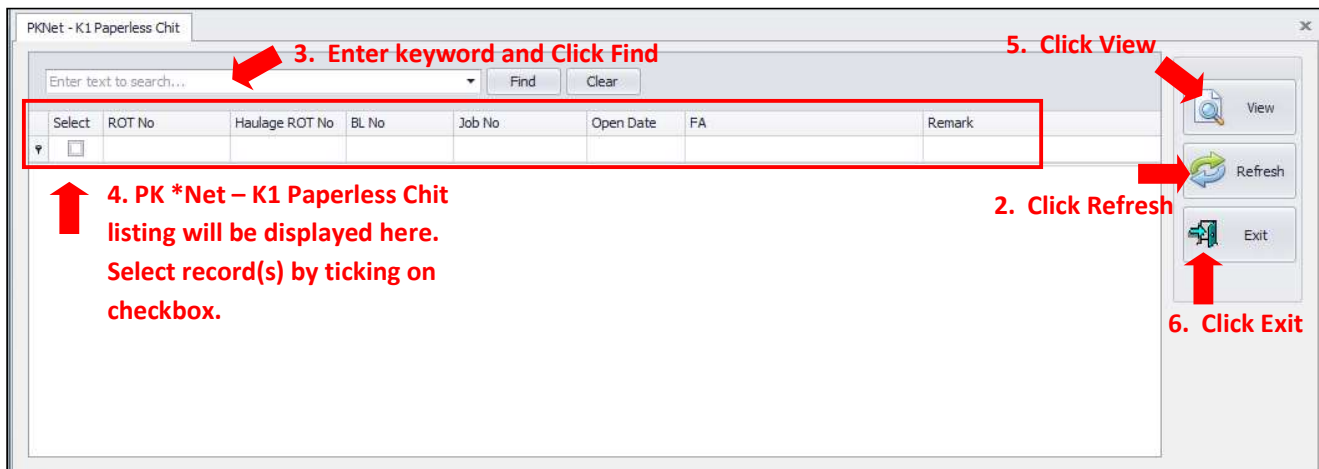 PKNet - K1 Paperless Chit
3. Enter keyword and Click Find
5. Click View
Enter text to search...
Find
Clear
View
Select ROT No Haulage ROT No BL No Job No Open Date FA Remark
Refresh
4. PK *Net – K1 Paperless Chit
listing will be displayed here.
Select record(s) by ticking on
checkbox.
2. Click Refresh
Exit
6. Click Exit